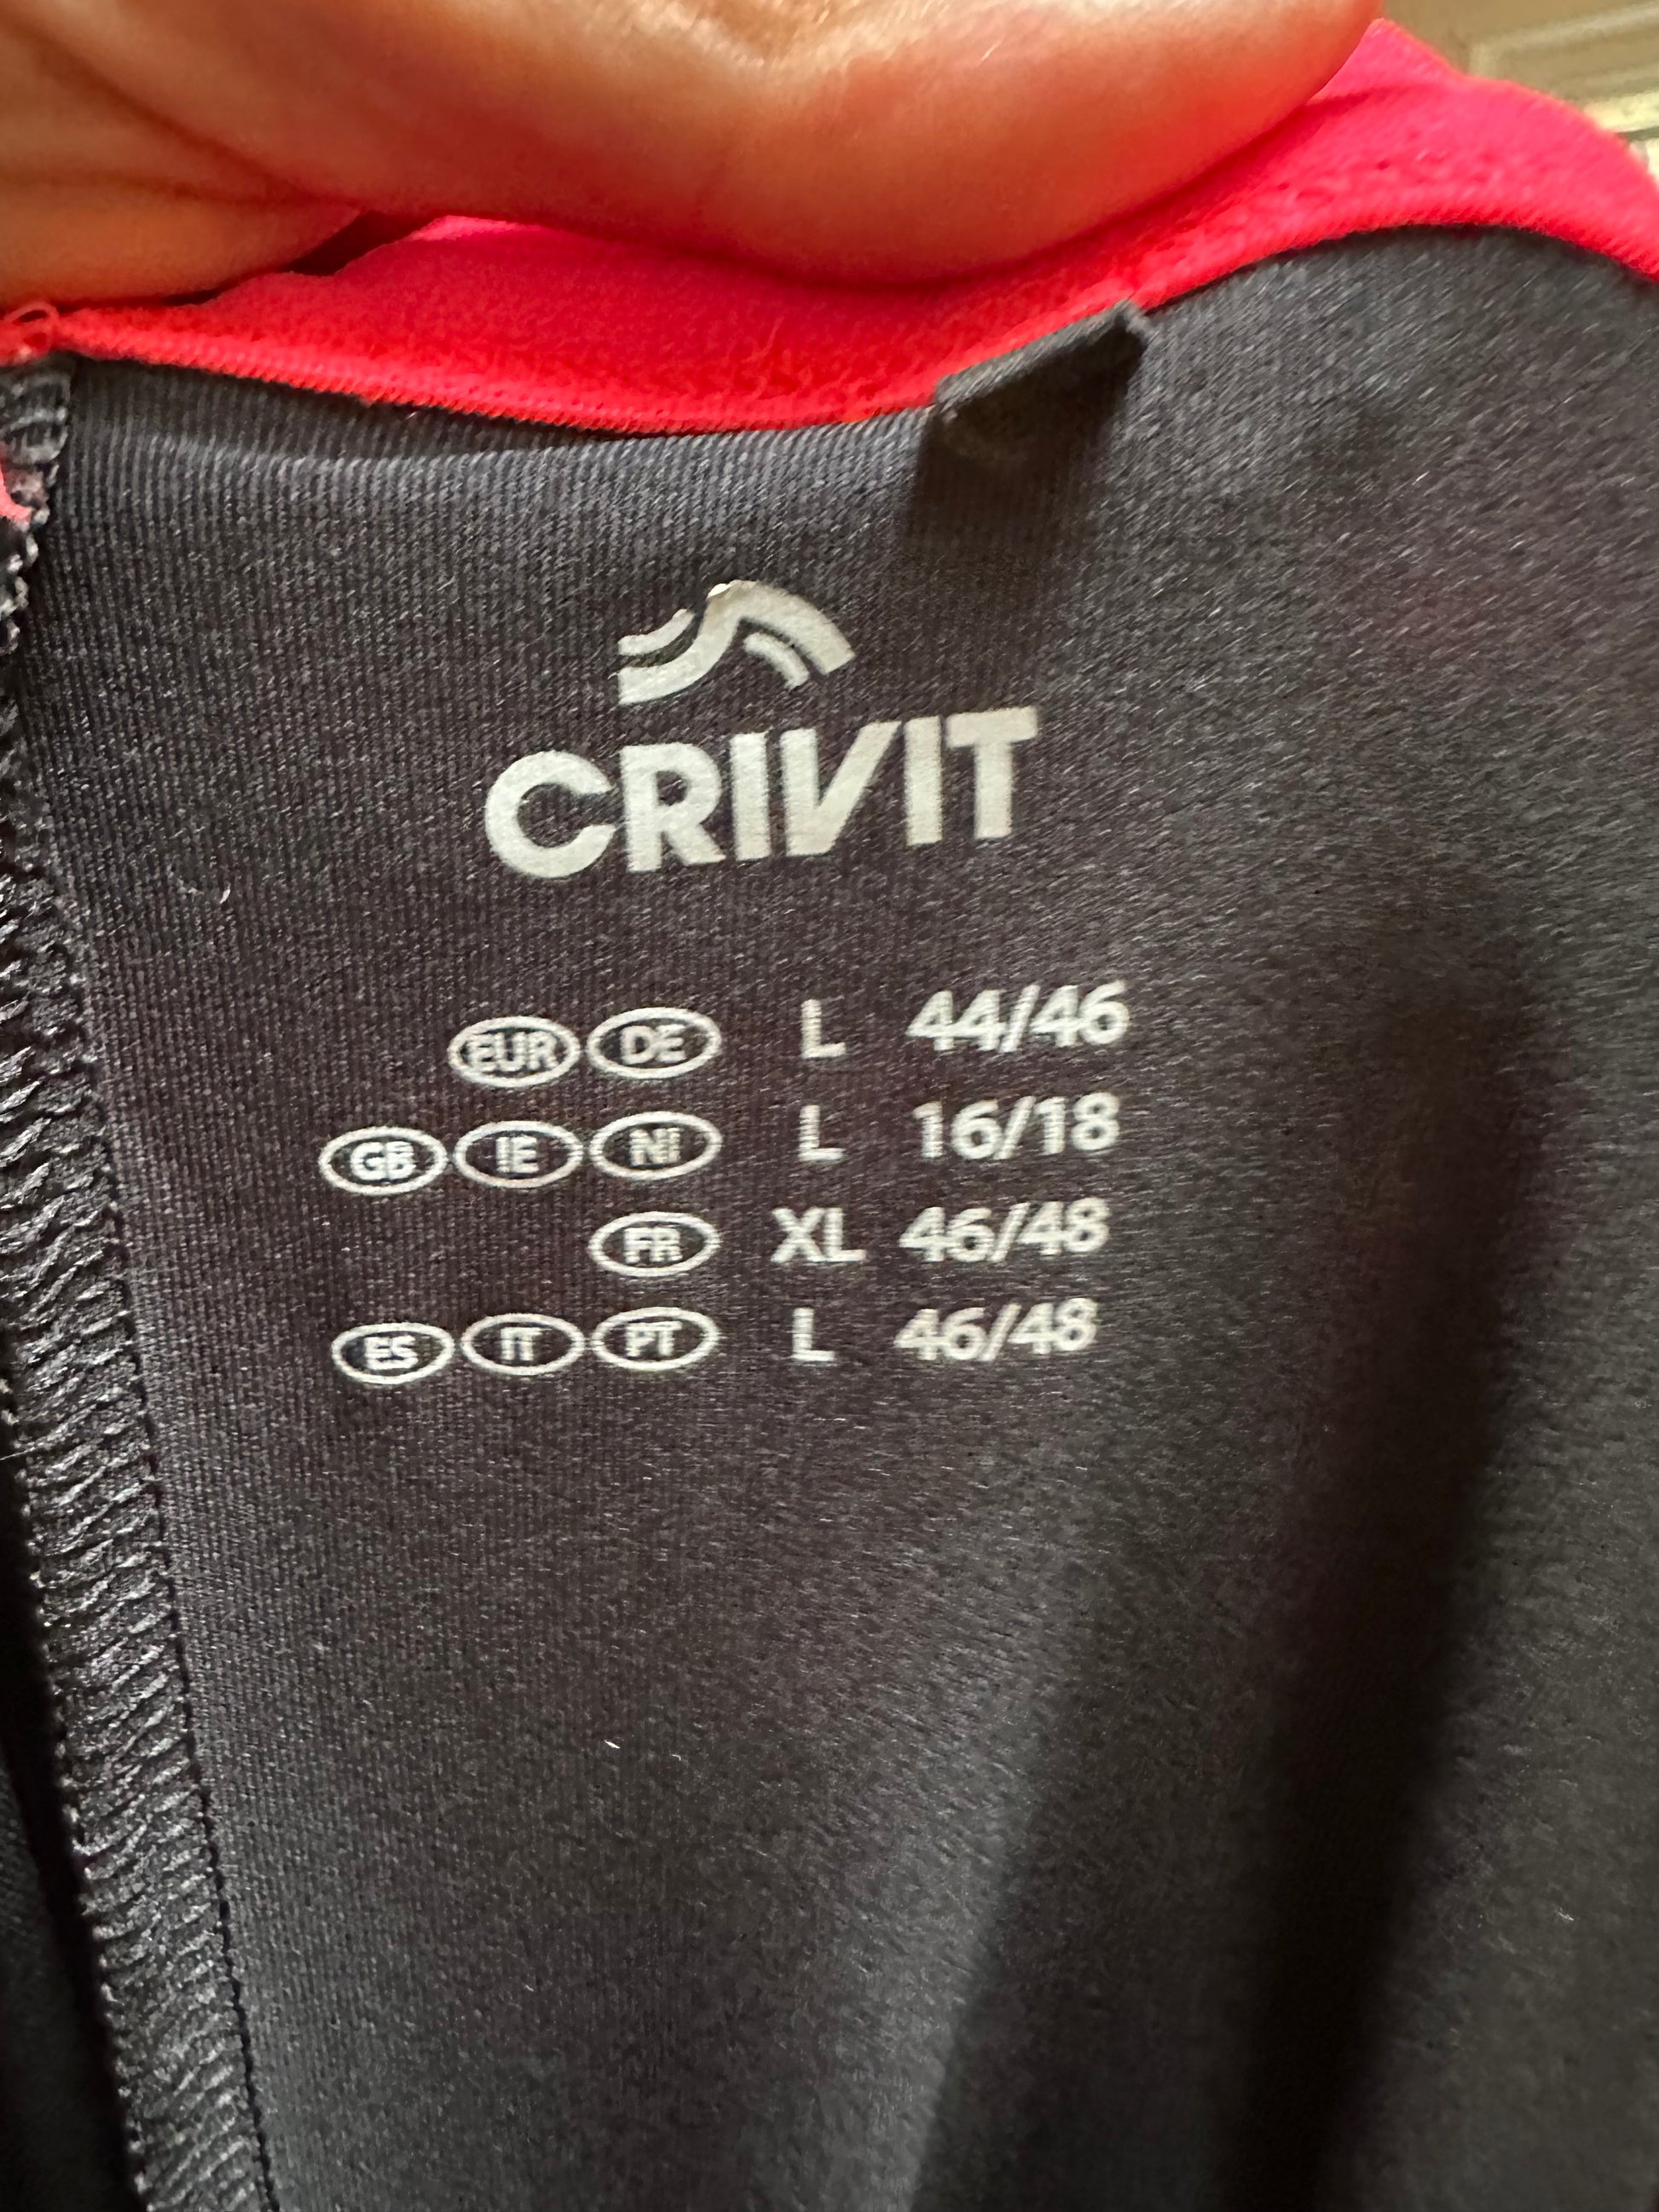 CRIVIT
EUR DE L 44/46
GB IE NI L 16/18
FR XL 46/48
ES IT PT L 46/48